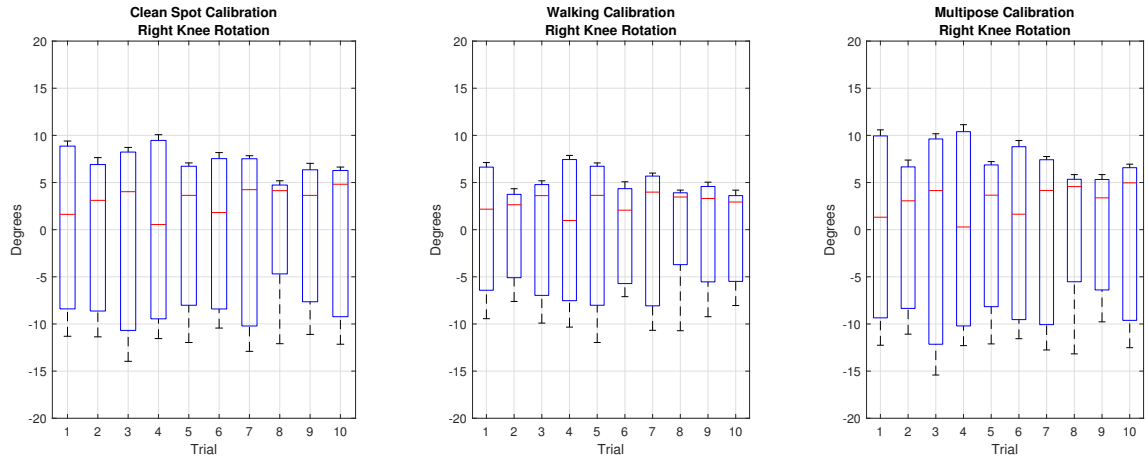 Clean Spot Calibration
Right Knee Rotation
20
15
10
5
0
-5
-10
-15
-20
Degrees
1 2 3 4 5 6 7 8 9 10
Trial
Walking Calibration
Right Knee Rotation
20
15
10
5
0
-5
-10
-15
-20
Degrees
1 2 3 4 5 6 7 8 9 10
Trial
Multipose Calibration
Right Knee Rotation
20
15
10
5
0
-5
-10
-15
-20
Degrees
1 2 3 4 5 6 7 8 9 10
Trial